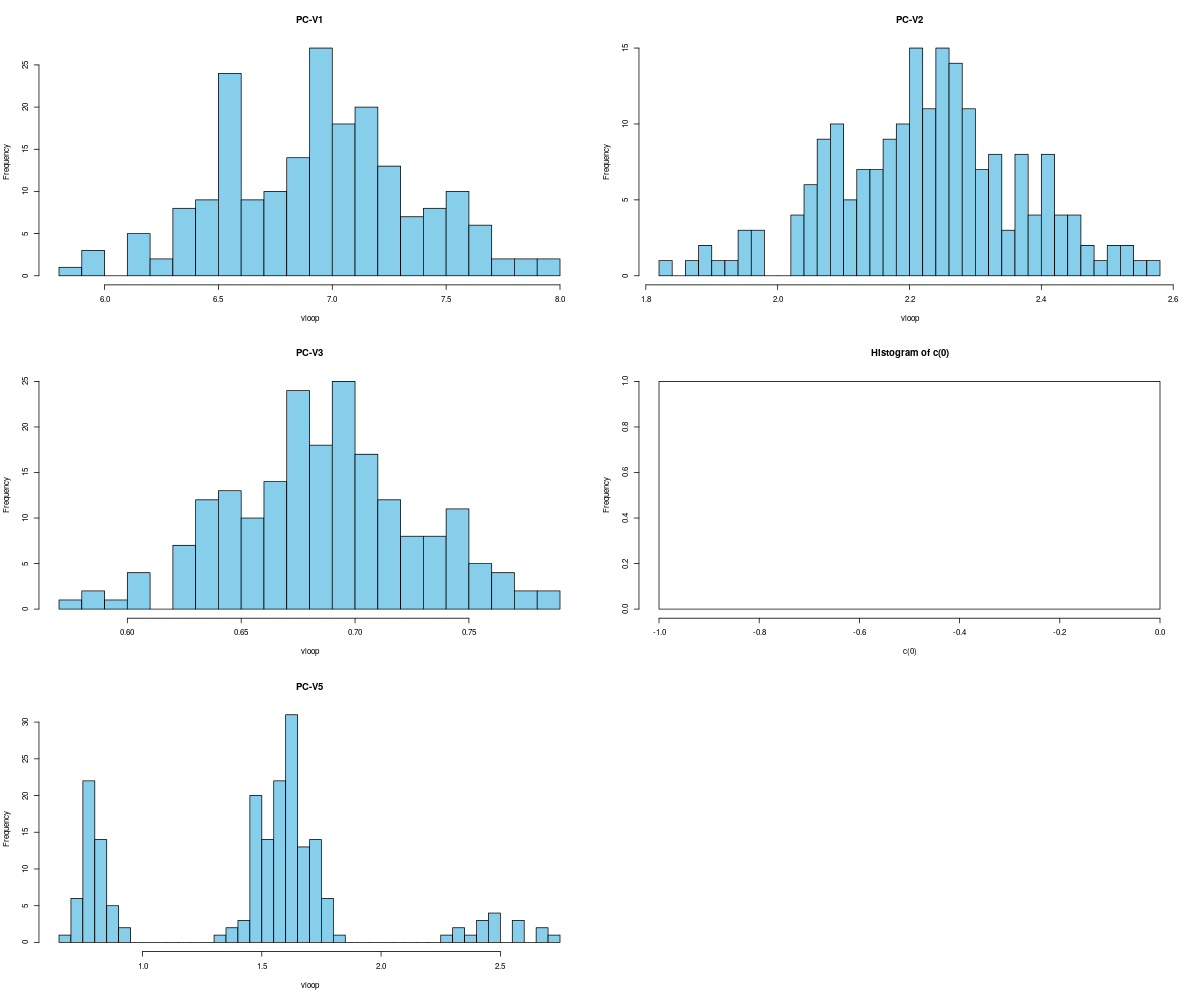 PC-V1
Frequency
0 5 10 15 20 25
6.0 6.5 7.0 7.5 8.0
vloop
PC-V2
Frequency
0 5 10 15
1.8 2.0 2.2 2.4 2.6
vloop
PC-V3
Frequency
0 5 10 15 20 25
0.60 0.65 0.70 0.75
vloop
Histogram of c(0)
Frequency
0.0 0.2 0.4 0.6 0.8 1.0
-1.0 -0.8 -0.6 -0.4 -0.2 0.0
c(0)
PC-V5
Frequency
0 5 10 15 20 25 30
1.0 1.5 2.0 2.5
vloop